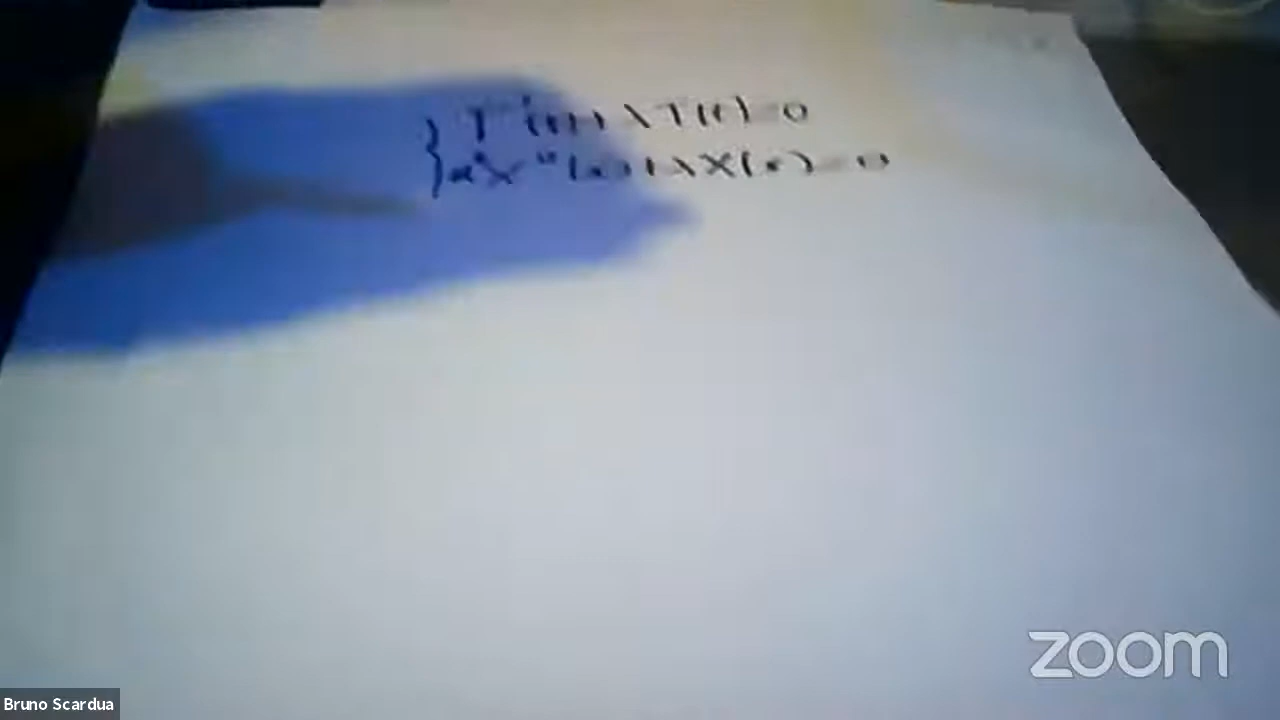 T'(t)+λT(t)=0
α²X"(x)+λX(x)=0
zoom
Bruno Scardua